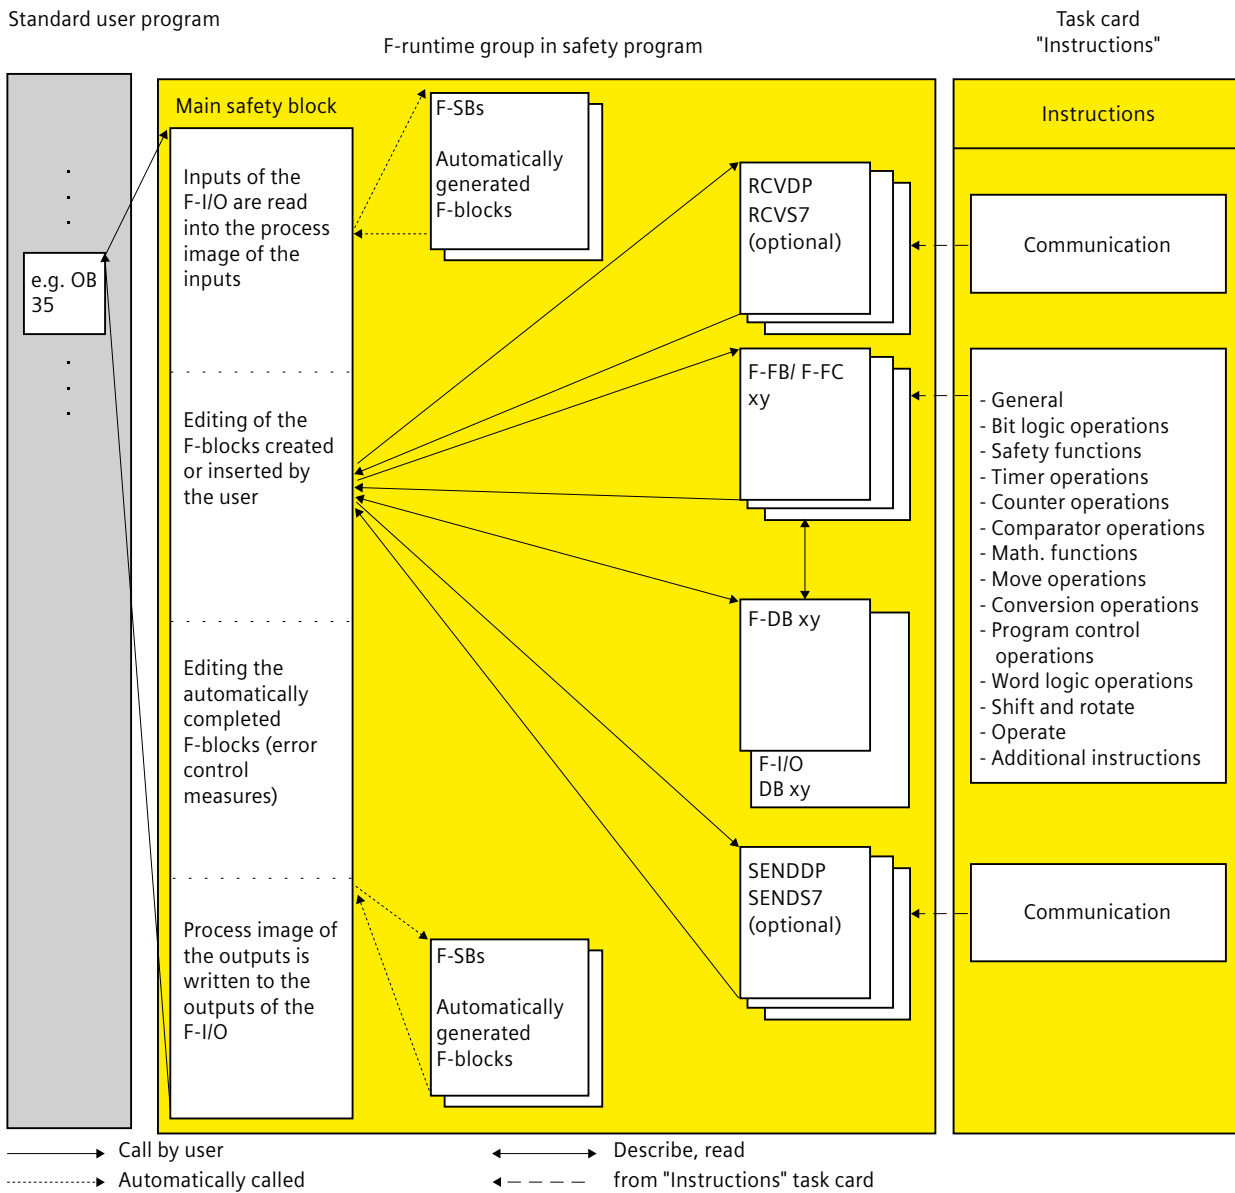 Standard user program
F-runtime group in safety program
Task card
"Instructions"
Main safety block
Inputs of the
F-I/O are read
into the process
image of the
inputs
Editing of the
F-blocks created
or inserted by
the user
Editing the
automatically
completed
F-blocks (error
control
measures)
Process image of
the outputs is
written to the
outputs of the
F-I/O
e.g. OB
35
F-SBs
Automatically
generated
F-blocks
F-SBs
Automatically
generated
F-blocks
RCVDP
RCVS7
(optional)
F-FB/ F-FC
xy
F-DB xy
F-I/O
DB xy
SENDDP
SENDS7
(optional)
Instructions
Communication
- General
- Bit logic operations
- Safety functions
- Timer operations
- Counter operations
- Comparator operations
- Math. functions
- Move operations
- Conversion operations
- Program control
operations
- Word logic operations
- Shift and rotate
- Operate
- Additional instructions
Communication
Call by user
Automatically called
Describe, read
from "Instructions" task card